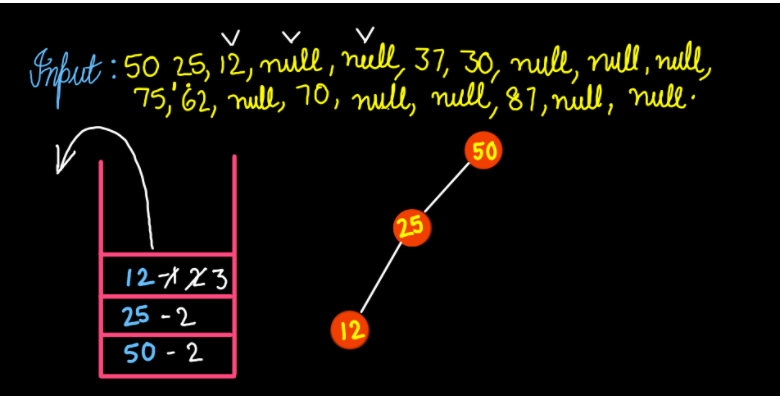 Input : 50 25, 12, null, null, 37, 30, null, null, null,
75, 62, null, 70, null, null, 87, null, null.
50
25
12
12 - 1 2 3
25 - 2
50 - 2